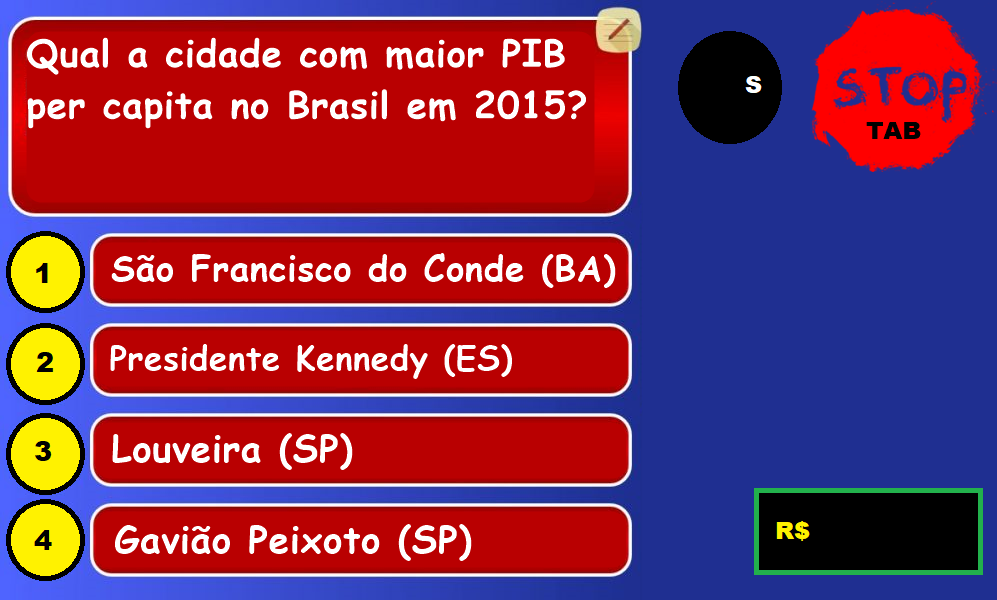 Qual a cidade com maior PIB
per capita no Brasil em 2015?
S
STOP
TAB
1
São Francisco do Conde (BA)
2
Presidente Kennedy (ES)
3
Louveira (SP)
4
Gavião Peixoto (SP)
R$